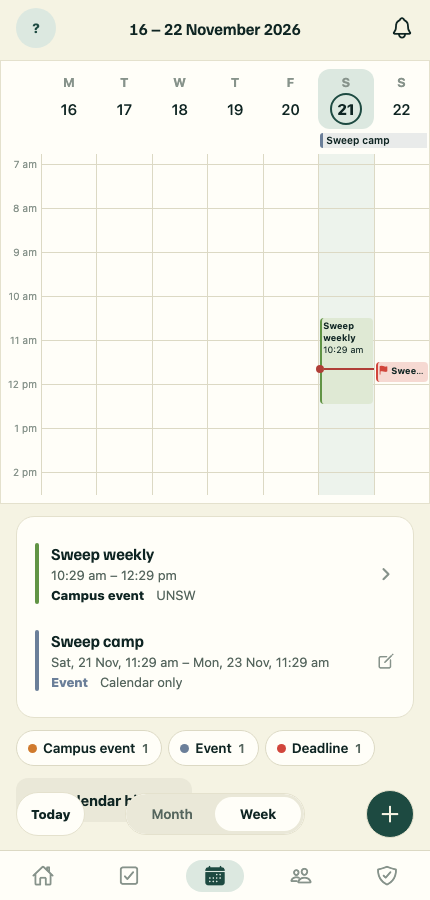 ?
16 – 22 November 2026
M T W T F S S
16 17 18 19 20 21 22
Sweep camp
7 am
8 am
9 am
10 am
Sweep
weekly
10:29 am
11 am
Swee...
12 pm
1 pm
2 pm
Sweep weekly
10:29 am – 12:29 pm
Campus event UNSW
Sweep camp
Sat, 21 Nov, 11:29 am – Mon, 23 Nov, 11:29 am
Event Calendar only
Campus event 1
Event 1
Deadline 1
Today
Month
Week